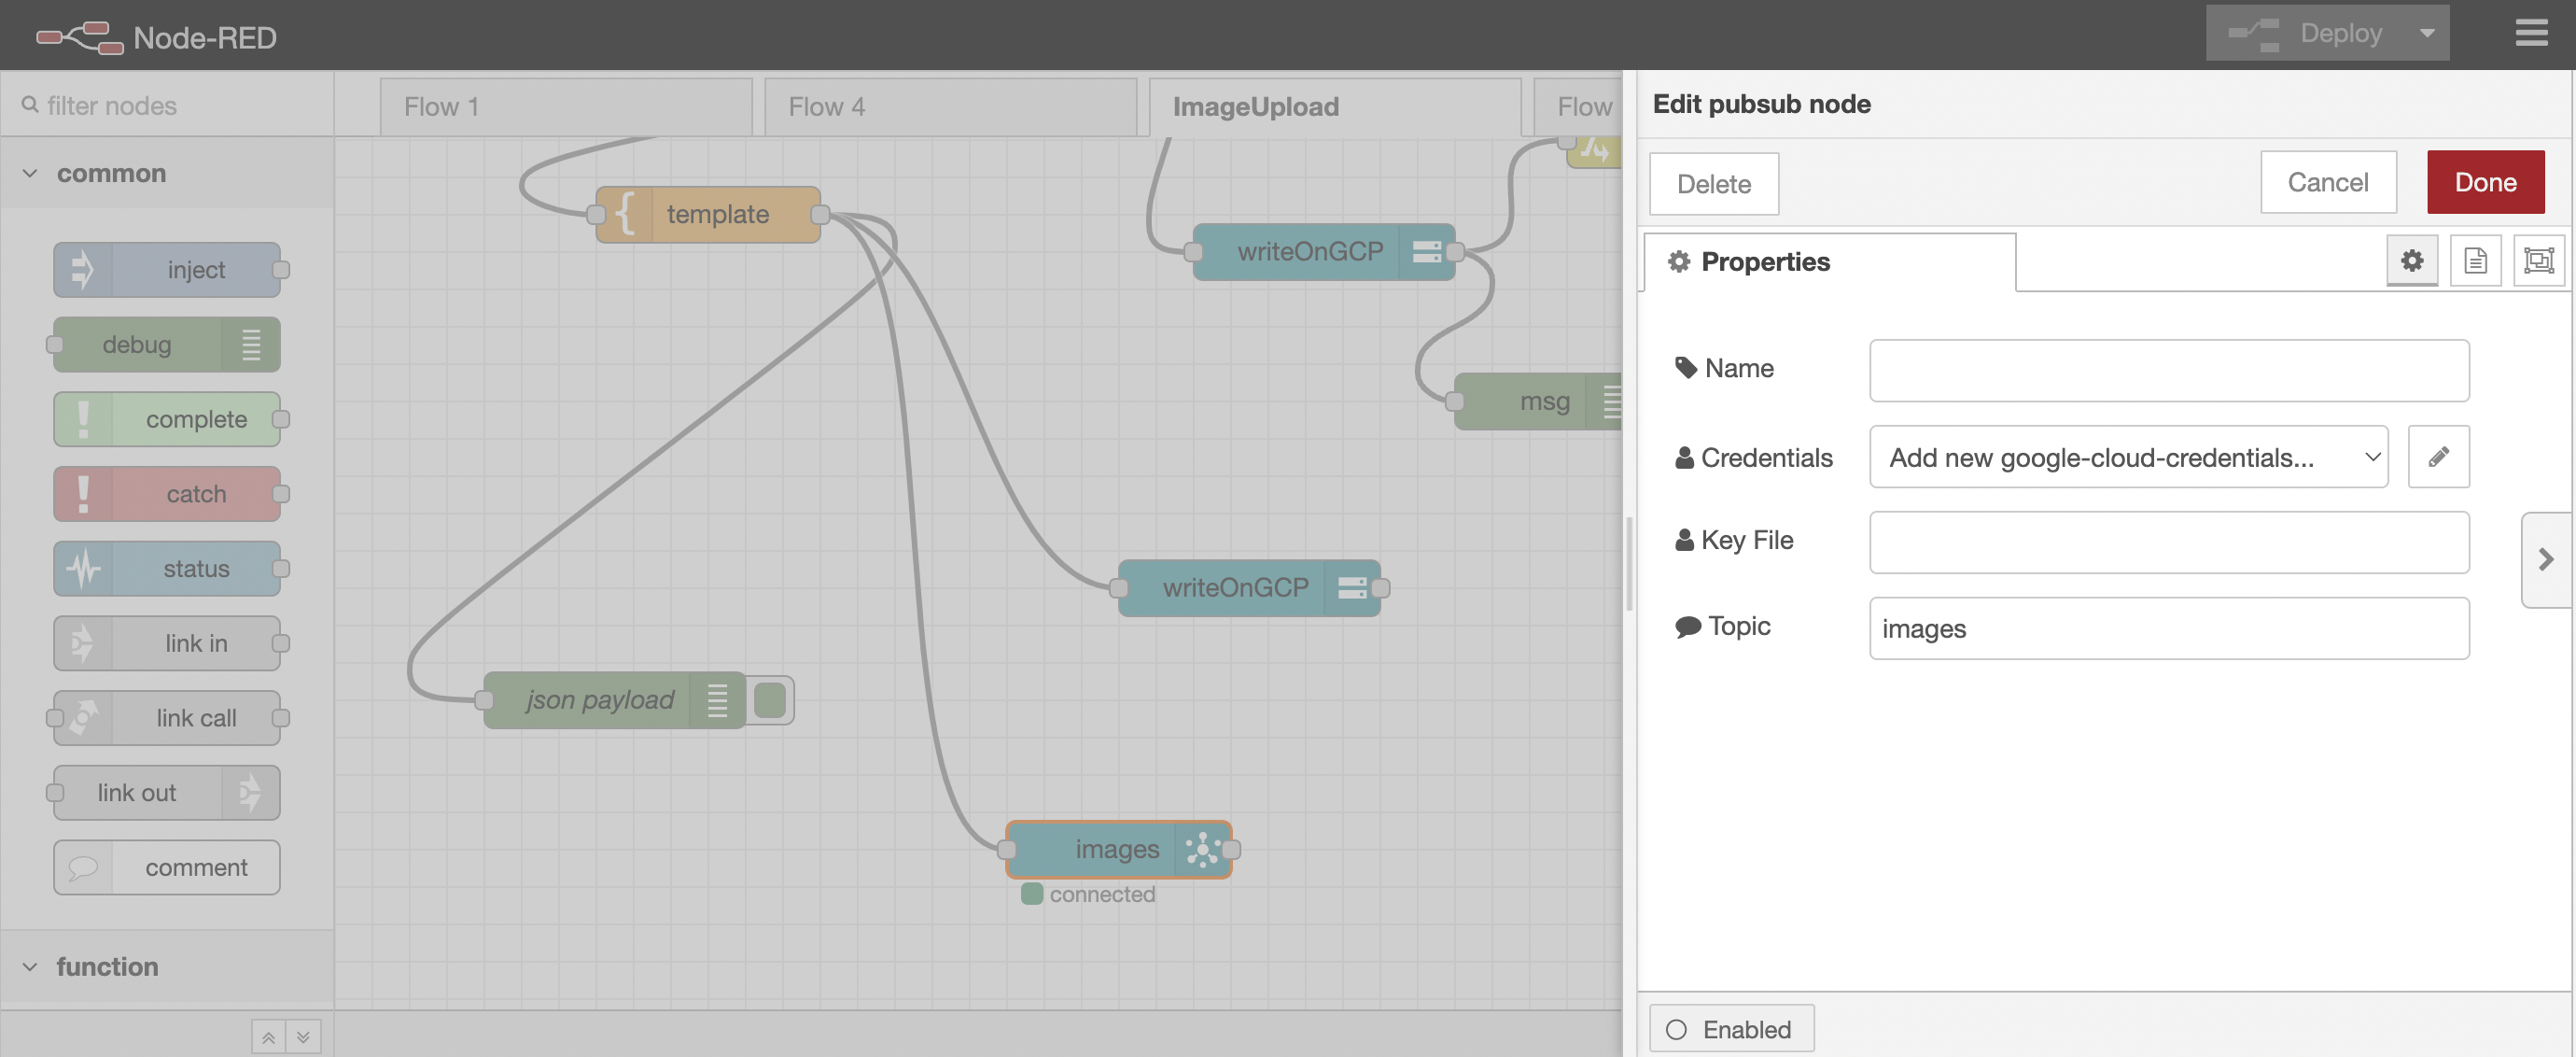 Node-RED
Deploy
filter nodes
Flow 1
Flow 4
ImageUpload
Flow
common
inject
debug
complete
catch
status
link in
link call
link out
comment
function
template
writeOnGCP
msg
writeOnGCP
json payload
images
connected
Edit pubsub node
Delete
Cancel
Done
Properties
Name
Credentials
Add new google-cloud-credentials...
Key File
Topic
images
Enabled